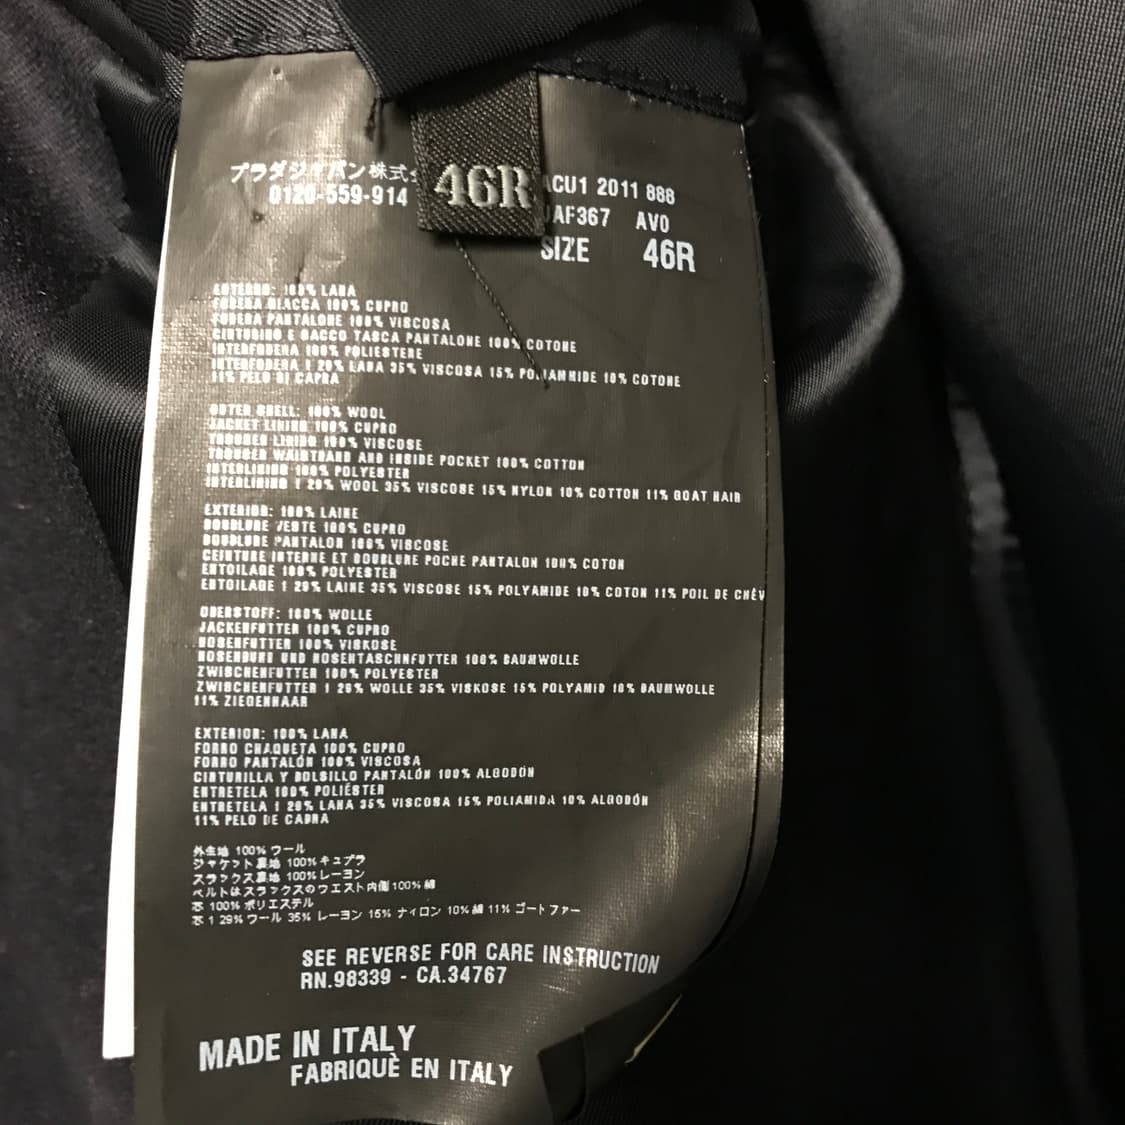 プラダジャパン株式
0120-559-914
46R
ACU1 2011 888
UAF367 AV0
SIZE 46R
ESTERNO: 100% LANA
FODERA GIACCA 100% CUPRO
FODERA PANTALONE 100% VISCOSA
CINTURINO E SACCO TASCA PANTALONE 100% COTONE
INTERFODERA 100% POLIESTERE
INTERFODERA 1 29% LANA 35% VISCOSA 15% POLIAMMIDE 10% COTONE
11% PELO DI CAPRA
OUTER SHELL: 100% WOOL
JACKET LINING 100% CUPRO
TROUSER LINING 100% VISCOSE
TROUSER WAISTBAND AND INSIDE POCKET 100% COTTON
INTERLINING 100% POLYESTER
INTERLINING 1 29% WOOL 35% VISCOSE 15% NYLON 10% COTTON 11% GOAT HAIR
EXTERIOR: 100% LAINE
DOUBLURE VESTE 100% CUPRO
DOUBLURE PANTALON 100% VISCOSE
CEINTURE INTERNE ET DOUBLURE POCHE PANTALON 100% COTON
ENTOILAGE 100% POLYESTER
ENTOILAGE 1 29% LAINE 35% VISCOSE 15% POLYAMIDE 10% COTON 11% POIL DE CHÈV
OBERSTOFF: 100% WOLLE
JACKENFUTTER 100% CUPRO
HOSENFUTTER 100% VISKOSE
HOSENBUND UND HOSENTASCHNFUTTER 100% BAUMWOLLE
ZWISCHENFUTTER 100% POLYESTER
ZWISCHENFUTTER 1 29% WOLLE 35% VISKOSE 15% POLYAMID 10% BAUMWOLLE
11% ZIEGENHAAR
EXTERIOR: 100% LANA
FORRO CHAQUETA 100% CUPRO
FORRO PANTALÓN 100% VISCOSA
CINTURILLA Y BOLSILLO PANTALÓN 100% ALGODÓN
ENTRETELA 100% POLIÉSTER
ENTRETELA 1 29% LANA 35% VISCOSA 15% POLIAMIDA 10% ALGODÓN
11% PELO DE CABRA
外生地 100% ウール
ジャケット裏地 100% キュプラ
スラックス裏地 100% レーヨン
ベルトはスラックスのウエスト内側 100% 綿
芯 100% ポリエステル
芯 1 29% ウール 35% レーヨン 15% ナイロン 10% 綿 11% ゴートファー
SEE REVERSE FOR CARE INSTRUCTION
RN.98339 - CA.34767
MADE IN ITALY
FABRIQUÈ EN ITALY